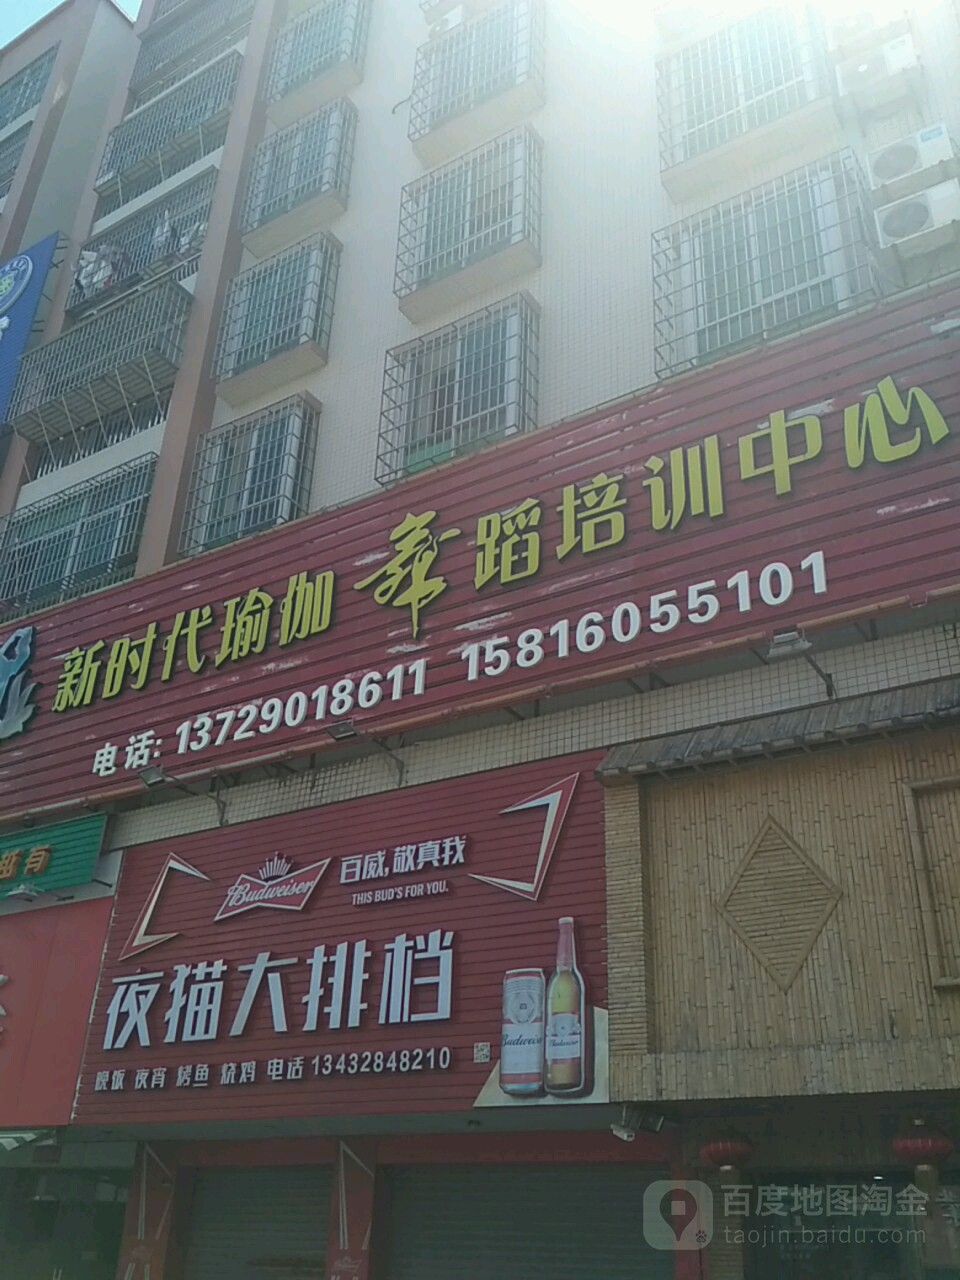 新时代瑜伽舞蹈培训中心
电话: 13729018611 15816055101
Budweiser
百威,敬真我
THIS BUD'S FOR YOU.
夜猫大排档
晚饭 夜宵 烤鱼 烧鸡 电话 13432848210
Budweiser
有
百度地图淘金
taojin.baidu.com